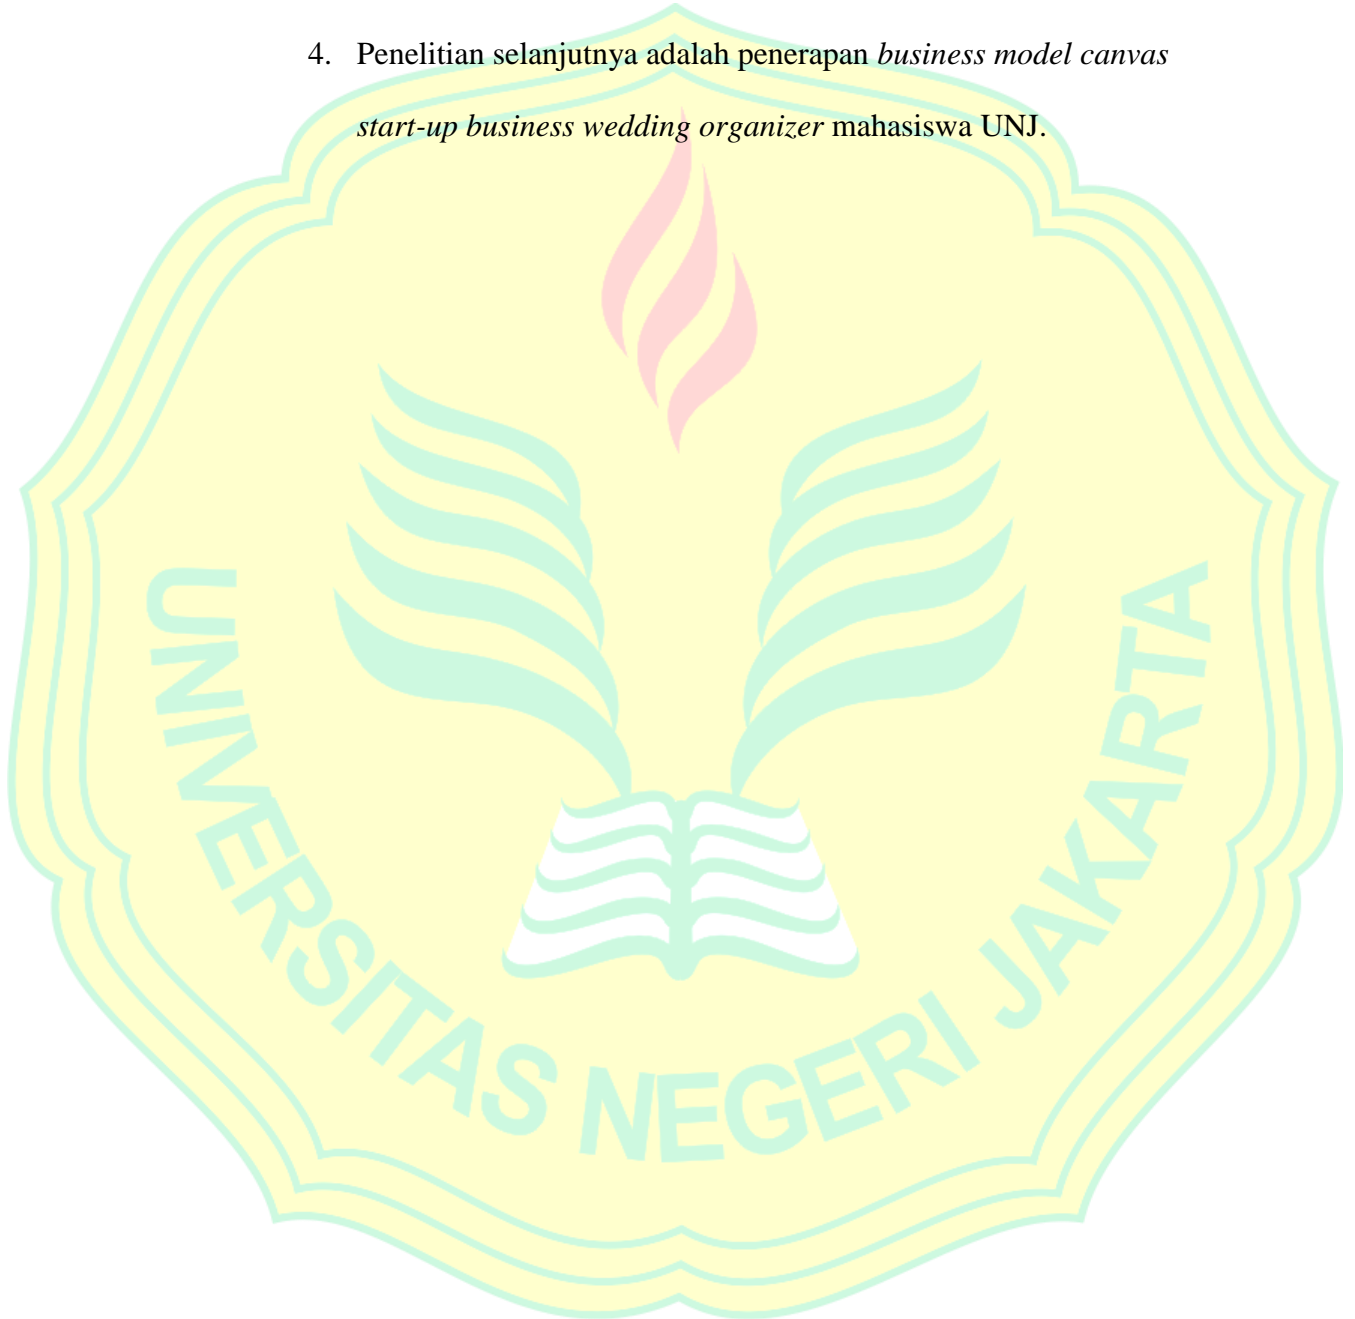 4. Penelitian selanjutnya adalah penerapan business model canvas
start-up business wedding organizer mahasiswa UNJ.
UNIVERSITAS NEGERI JAKARTA